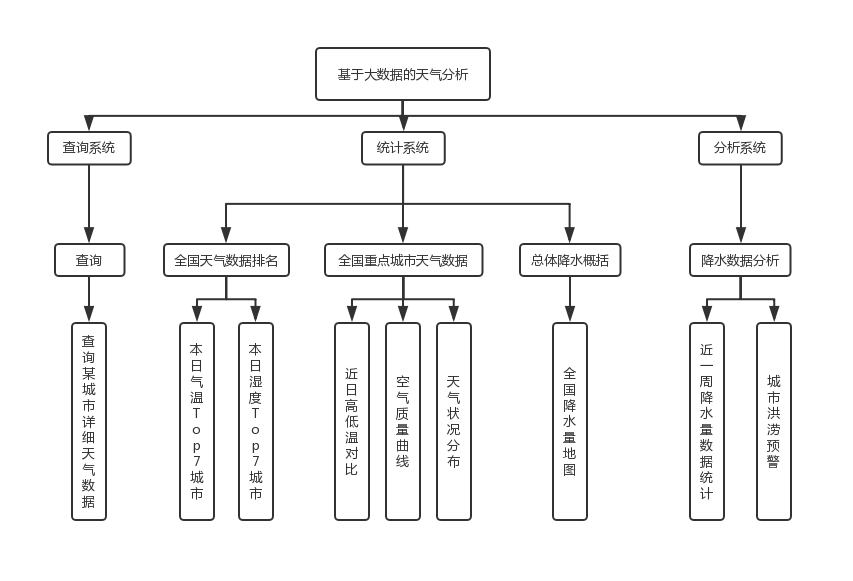 基于大数据的天气分析
查询系统
统计系统
分析系统
查询
全国天气数据排名
全国重点城市天气数据
总体降水概括
降水数据分析
查询某城市详细天气数据
本日气温Top7城市
本日湿度Top7城市
近日高低温对比
空气质量曲线
天气状况分布
全国降水量地图
近一周降水量数据统计
城市洪涝预警